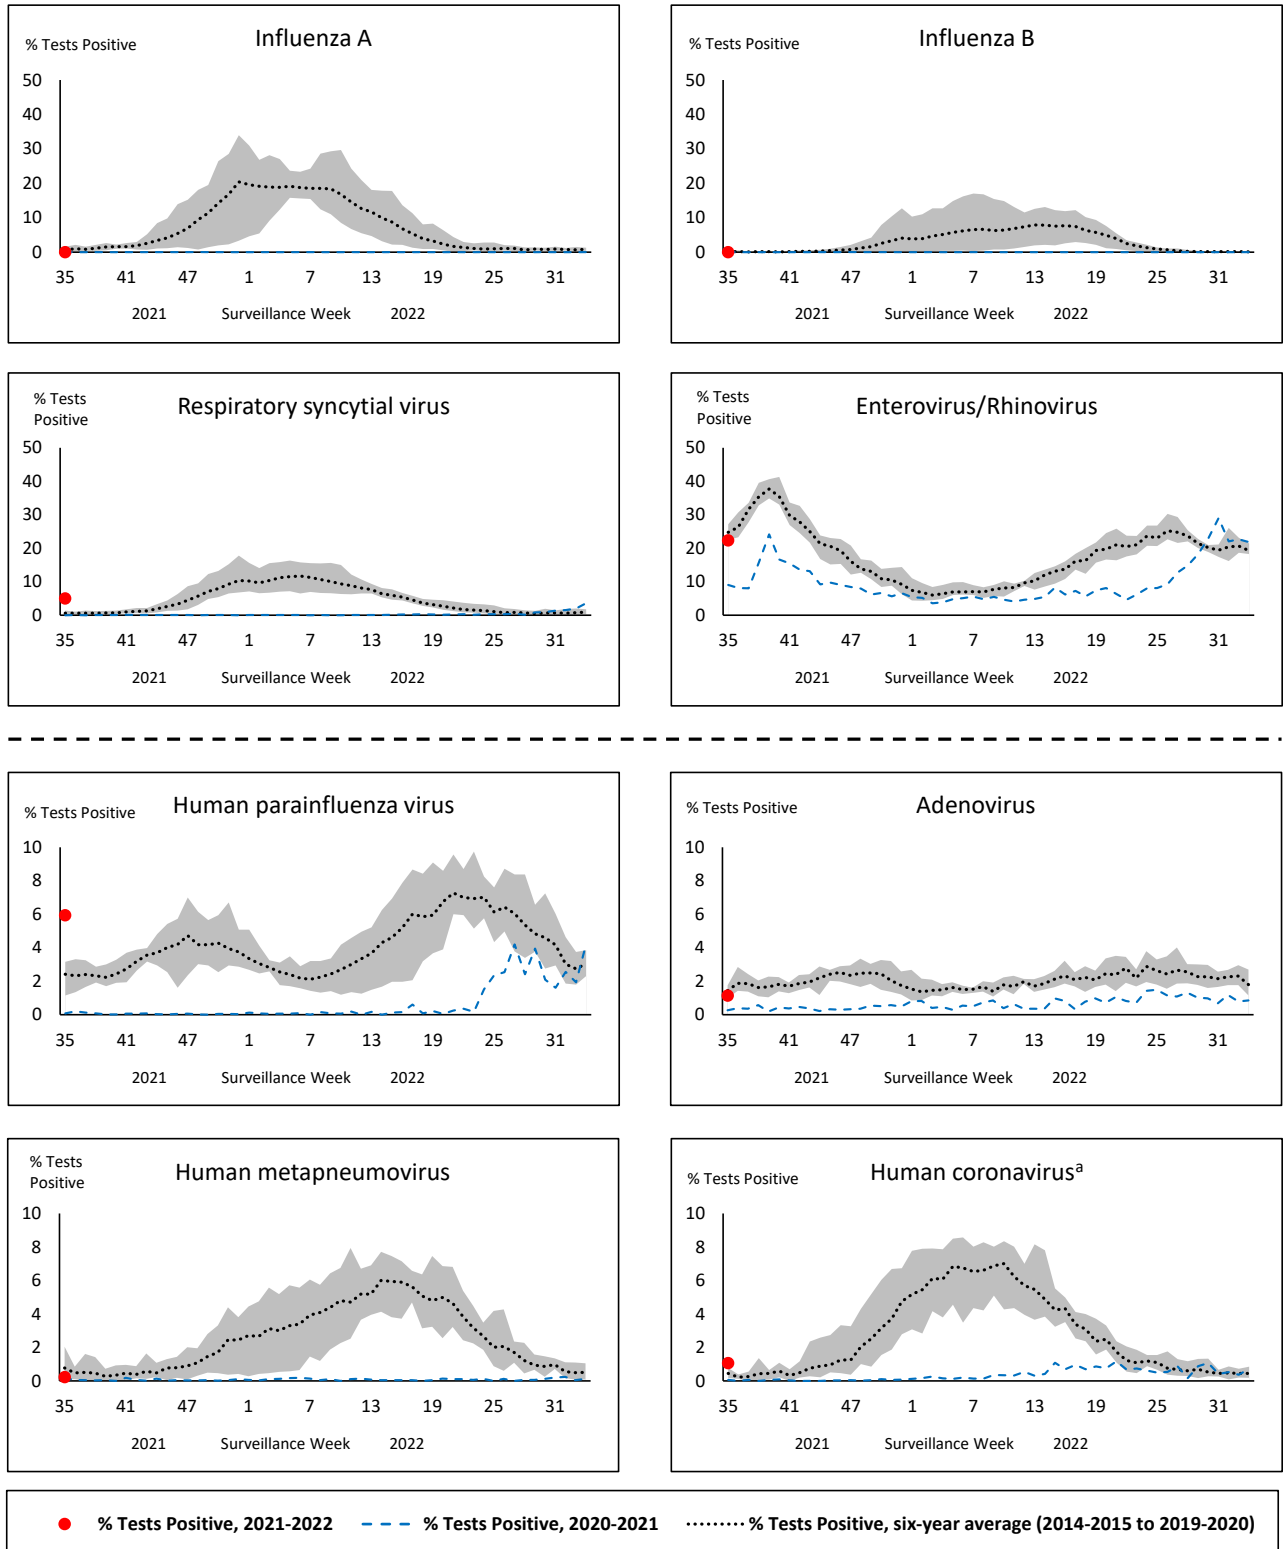 Influenza A
% Tests Positive
50
40
30
20
10
0
35 41 47 1 7 13 19 25 31
2021 Surveillance Week 2022
Influenza B
% Tests Positive
50
40
30
20
10
0
35 41 47 1 7 13 19 25 31
2021 Surveillance Week 2022
Respiratory syncytial virus
% Tests
Positive
50
40
30
20
10
0
35 41 47 1 7 13 19 25 31
2021 Surveillance Week 2022
Enterovirus/Rhinovirus
% Tests
Positive
50
40
30
20
10
0
35 41 47 1 7 13 19 25 31
2021 Surveillance Week 2022
Human parainfluenza virus
% Tests Positive
10
8
6
4
2
0
35 41 47 1 7 13 19 25 31
2021 Surveillance Week 2022
Adenovirus
% Tests Positive
10
8
6
4
2
0
35 41 47 1 7 13 19 25 31
2021 Surveillance Week 2022
Human metapneumovirus
% Tests
Positive
10
8
6
4
2
0
35 41 47 1 7 13 19 25 31
2021 Surveillance Week 2022
Human coronavirusᵃ
% Tests Positive
10
8
6
4
2
0
35 41 47 1 7 13 19 25 31
2021 Surveillance Week 2022
% Tests Positive, 2021-2022 % Tests Positive, 2020-2021 % Tests Positive, six-year average (2014-2015 to 2019-2020)